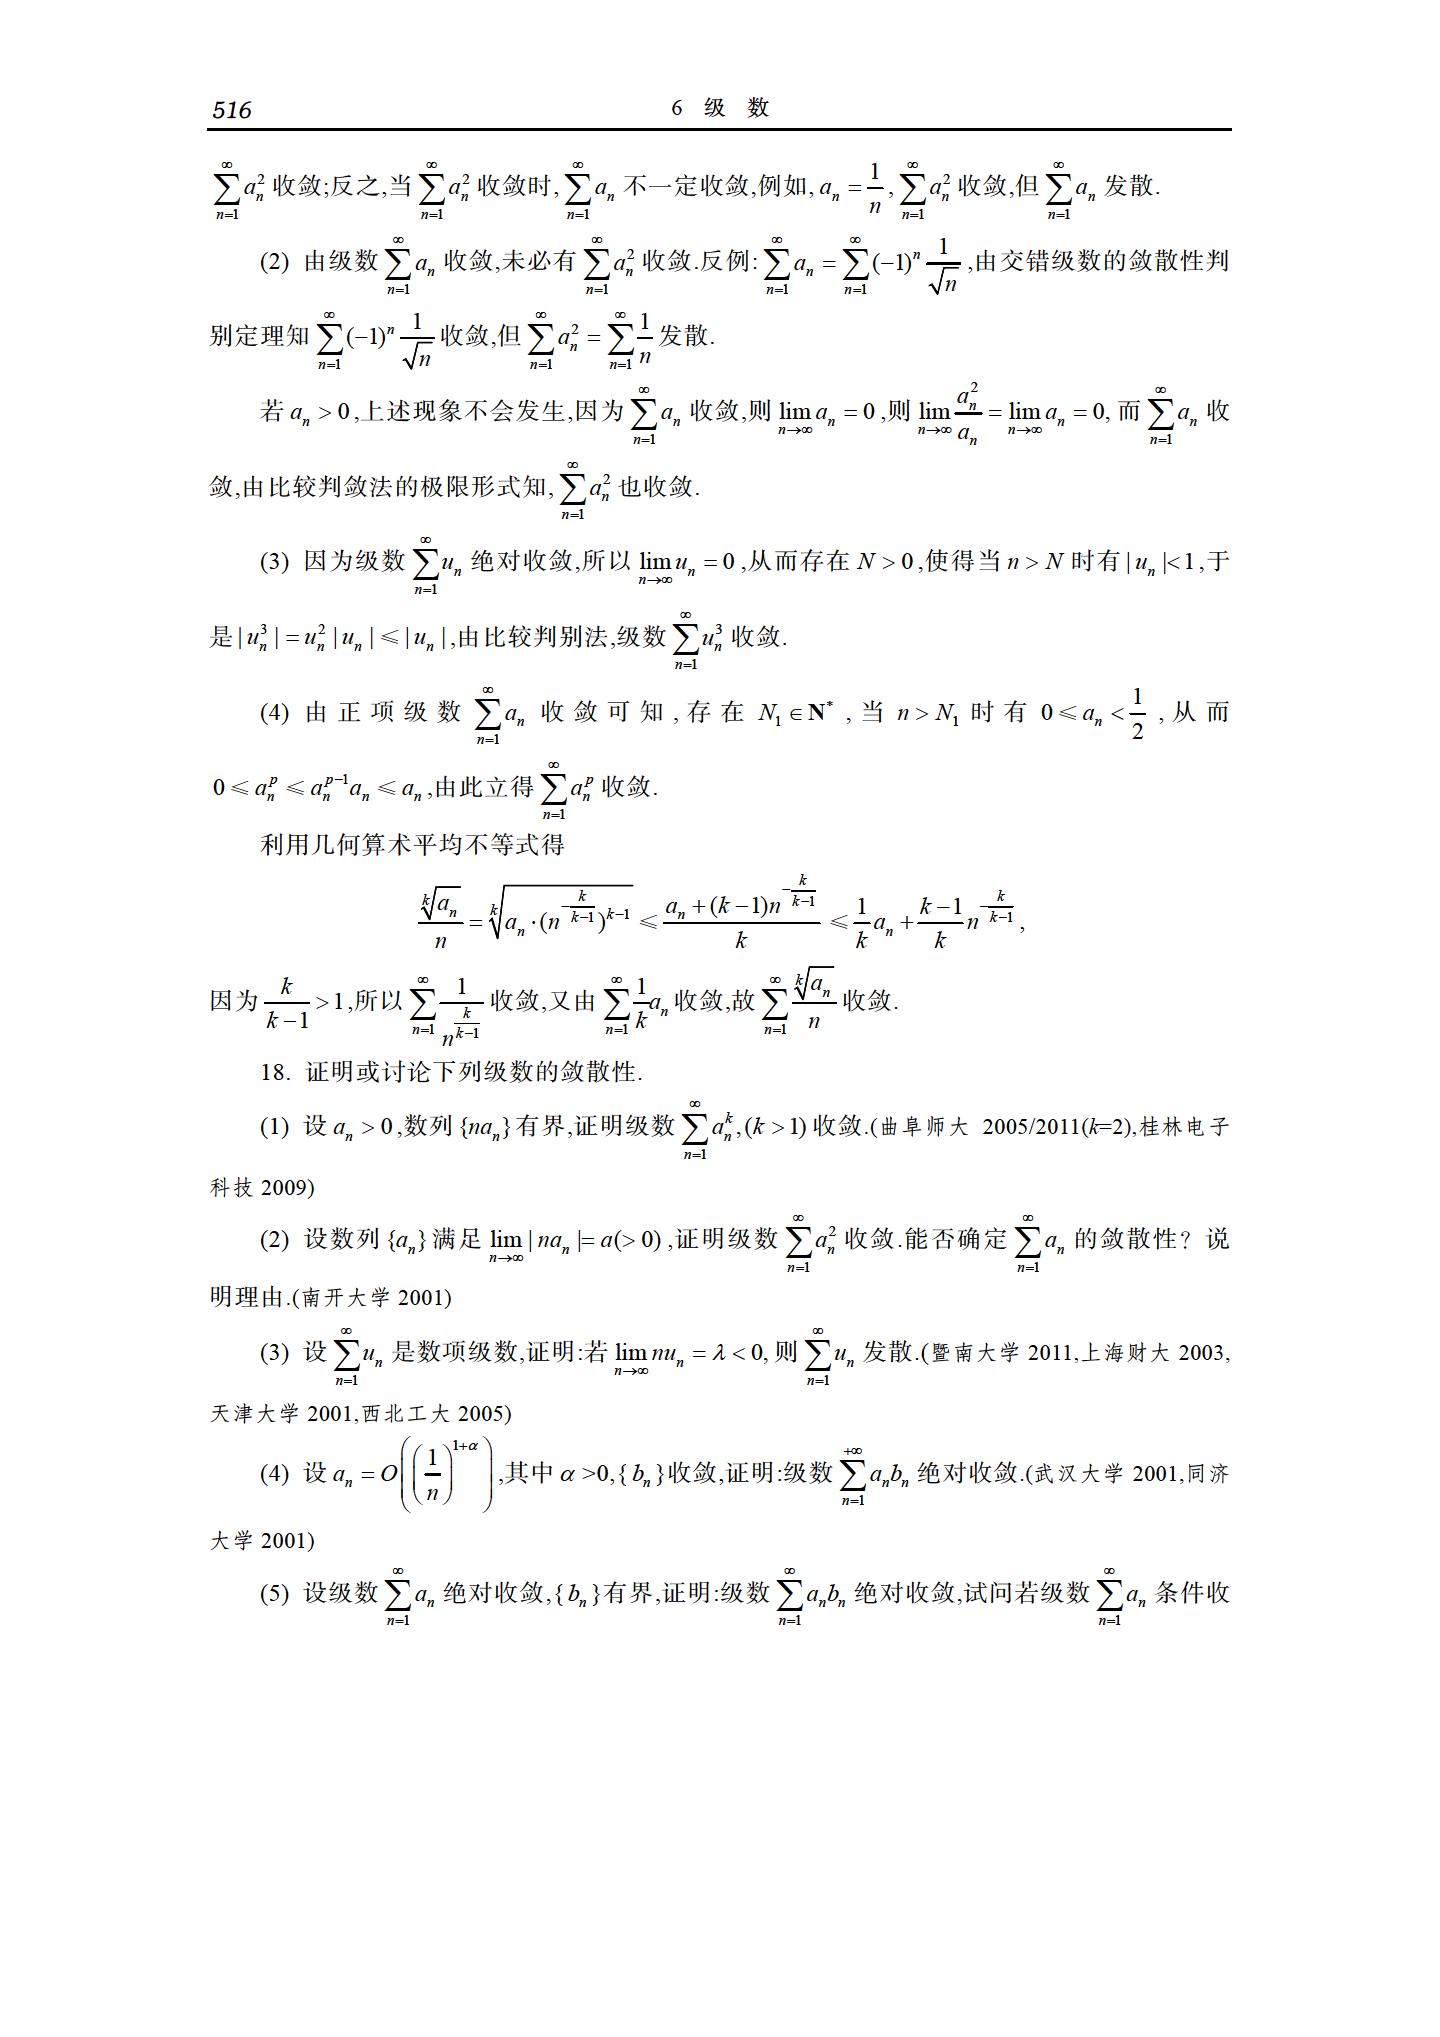 516 6 级 数
$\sum_{n=1}^{\infty} a_n^2$ 收敛;反之,当 $\sum_{n=1}^{\infty} a_n^2$ 收敛时, $\sum_{n=1}^{\infty} a_n$ 不一定收敛,例如, $a_n = \frac{1}{n}$, $\sum_{n=1}^{\infty} a_n^2$ 收敛,但 $\sum_{n=1}^{\infty} a_n$ 发散.
(2) 由级数 $\sum_{n=1}^{\infty} a_n$ 收敛,未必有 $\sum_{n=1}^{\infty} a_n^2$ 收敛.反例: $\sum_{n=1}^{\infty} a_n = \sum_{n=1}^{\infty} (-1)^n \frac{1}{\sqrt{n}}$ ,由交错级数的敛散性判
别定理知 $\sum_{n=1}^{\infty} (-1)^n \frac{1}{\sqrt{n}}$ 收敛,但 $\sum_{n=1}^{\infty} a_n^2 = \sum_{n=1}^{\infty} \frac{1}{n}$ 发散.
若 $a_n > 0$ ,上述现象不会发生,因为 $\sum_{n=1}^{\infty} a_n$ 收敛,则 $\lim_{n \to \infty} a_n = 0$ ,则 $\lim_{n \to \infty} \frac{a_n^2}{a_n} = \lim_{n \to \infty} a_n = 0,$ 而 $\sum_{n=1}^{\infty} a_n$ 收
敛,由比较判敛法的极限形式知, $\sum_{n=1}^{\infty} a_n^2$ 也收敛.
(3) 因为级数 $\sum_{n=1}^{\infty} u_n$ 绝对收敛,所以 $\lim_{n \to \infty} u_n = 0$ ,从而存在 $N > 0$ ,使得当 $n > N$ 时有 $|u_n| < 1$ ,于
是 $|u_n^3| = u_n^2 |u_n| \leqslant |u_n|$ ,由比较判别法,级数 $\sum_{n=1}^{\infty} u_n^3$ 收敛.
(4) 由正项级数 $\sum_{n=1}^{\infty} a_n$ 收敛可知,存在 $N_1 \in \mathbf{N}^*$ ,当 $n > N_1$ 时有 $0 \leqslant a_n < \frac{1}{2}$ ,从而
$0 \leqslant a_n^p \leqslant a_n^{p-1} a_n \leqslant a_n$ ,由此立得 $\sum_{n=1}^{\infty} a_n^p$ 收敛.
利用几何算术平均不等式得
$\frac{\sqrt[k]{a_n}}{n} = \sqrt[k]{a_n \cdot (n^{-\frac{k}{k-1}})^{k-1}} \leqslant \frac{a_n + (k-1)n^{-\frac{k}{k-1}}}{k} \leqslant \frac{1}{k} a_n + \frac{k-1}{k} n^{-\frac{k}{k-1}}$ ,
因为 $\frac{k}{k-1} > 1$ ,所以 $\sum_{n=1}^{\infty} \frac{1}{n^{\frac{k}{k-1}}}$ 收敛,又由 $\sum_{n=1}^{\infty} \frac{1}{k} a_n$ 收敛,故 $\sum_{n=1}^{\infty} \frac{\sqrt[k]{a_n}}{n}$ 收敛.
18. 证明或讨论下列级数的敛散性.
(1) 设 $a_n > 0$ ,数列 $\{na_n\}$ 有界,证明级数 $\sum_{n=1}^{\infty} a_n^k, (k > 1)$ 收敛.(曲阜师大 2005/2011(k=2),桂林电子
科技 2009)
(2) 设数列 $\{a_n\}$ 满足 $\lim_{n \to \infty} |na_n| = a(> 0)$ ,证明级数 $\sum_{n=1}^{\infty} a_n^2$ 收敛.能否确定 $\sum_{n=1}^{\infty} a_n$ 的敛散性？说
明理由.(南开大学 2001)
(3) 设 $\sum_{n=1}^{\infty} u_n$ 是数项级数,证明:若 $\lim_{n \to \infty} nu_n = \lambda < 0,$ 则 $\sum_{n=1}^{\infty} u_n$ 发散.(暨南大学 2011,上海财大 2003,
天津大学 2001,西北工大 2005)
(4) 设 $a_n = O\left(\left(\frac{1}{n}\right)^{1+\alpha}\right)$ ,其中 $\alpha$ >0,{ $b_n$ }收敛,证明:级数 $\sum_{n=1}^{+\infty} a_n b_n$ 绝对收敛.(武汉大学 2001,同济
大学 2001)
(5) 设级数 $\sum_{n=1}^{\infty} a_n$ 绝对收敛,{ $b_n$ }有界,证明:级数 $\sum_{n=1}^{\infty} a_n b_n$ 绝对收敛,试问若级数 $\sum_{n=1}^{\infty} a_n$ 条件收